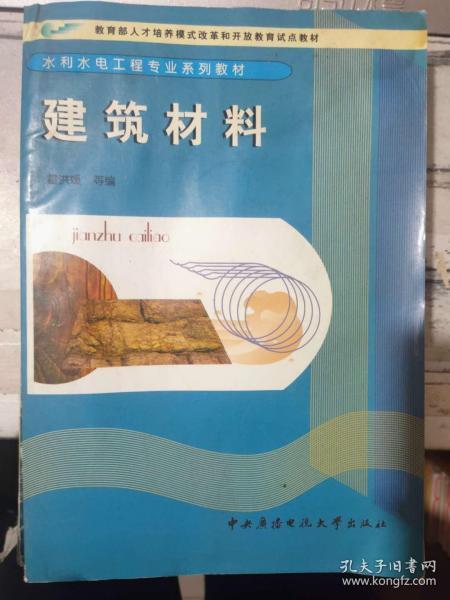 教育部人才培养模式改革和开放教育试点教材
水利水电工程专业系列教材
建筑材料
等编
jianzhu cailiao
中央广播电视大学出版社
孔夫子旧书网
www.kongfz.com